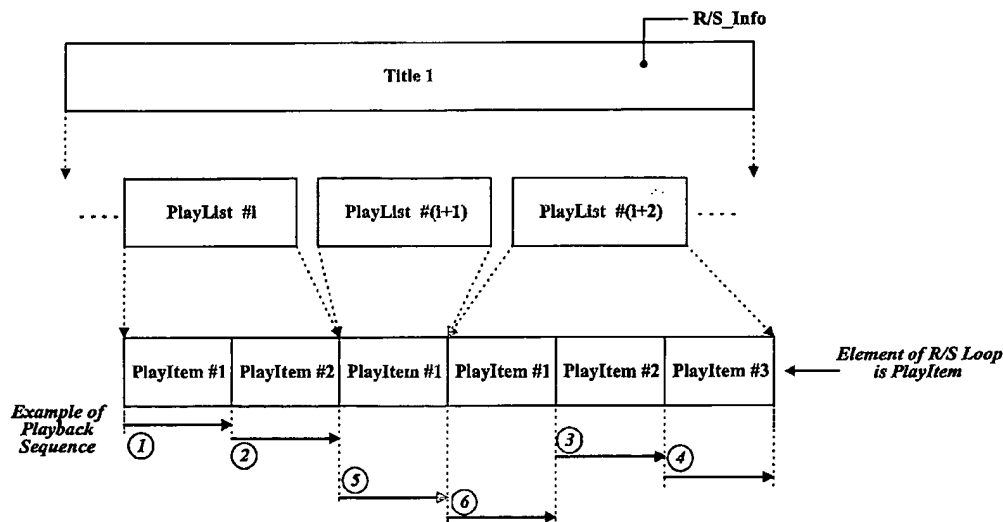 R/S_Info
Title 1
PlayList #i
PlayList #(i+1)
PlayList #(i+2)
PlayItem #1
PlayItem #2
PlayItem #1
PlayItem #1
PlayItem #2
PlayItem #3
Element of R/S Loop
is PlayItem
Example of
Playback
Sequence
1
2
3
4
5
6